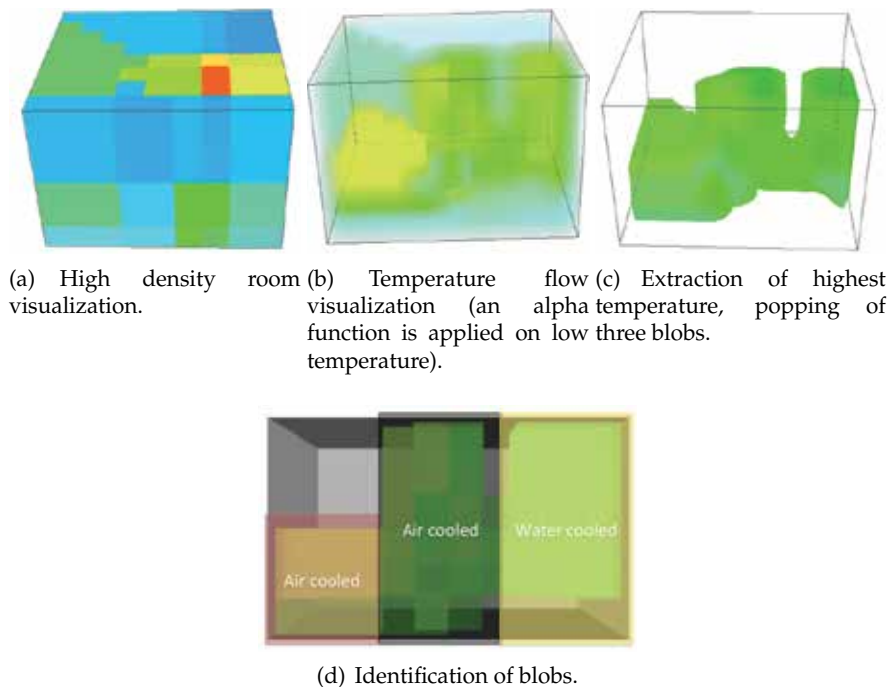 (a) High density room
visualization.
(b) Temperature flow
visualization (an alpha
function is applied on low
temperature).
(c) Extraction of highest
temperature, popping of
three blobs.
Air cooled
Air cooled
Water cooled
(d) Identification of blobs.